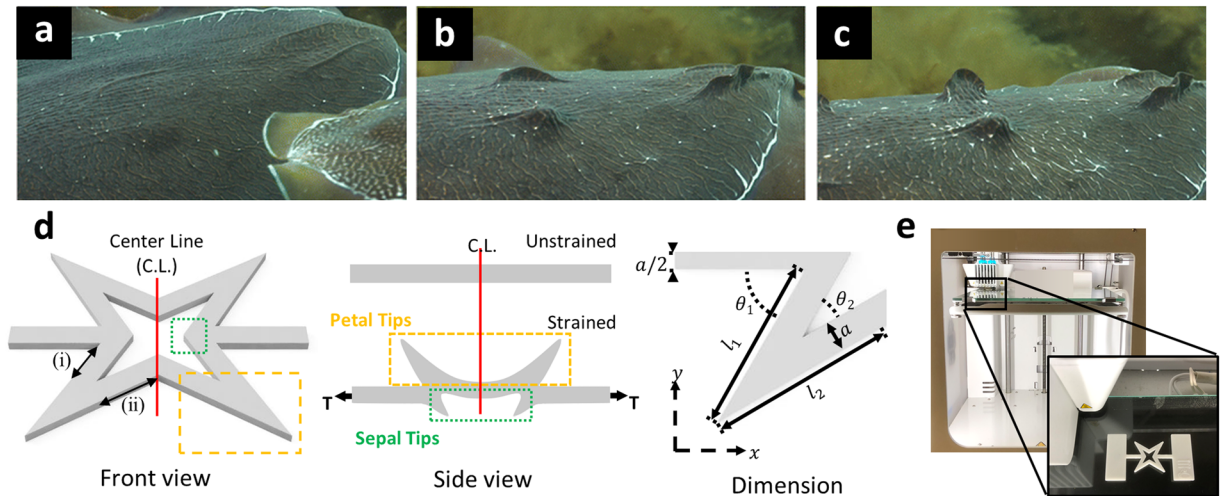 a
b
c
d
Center Line
(C.L.)
(i)
(ii)
Front view
C.L.
Unstrained
Petal Tips
Strained
T
T
Sepal Tips
Side view
a/2
θ₁
θ₂
a
l₁
l₂
y
x
Dimension
e